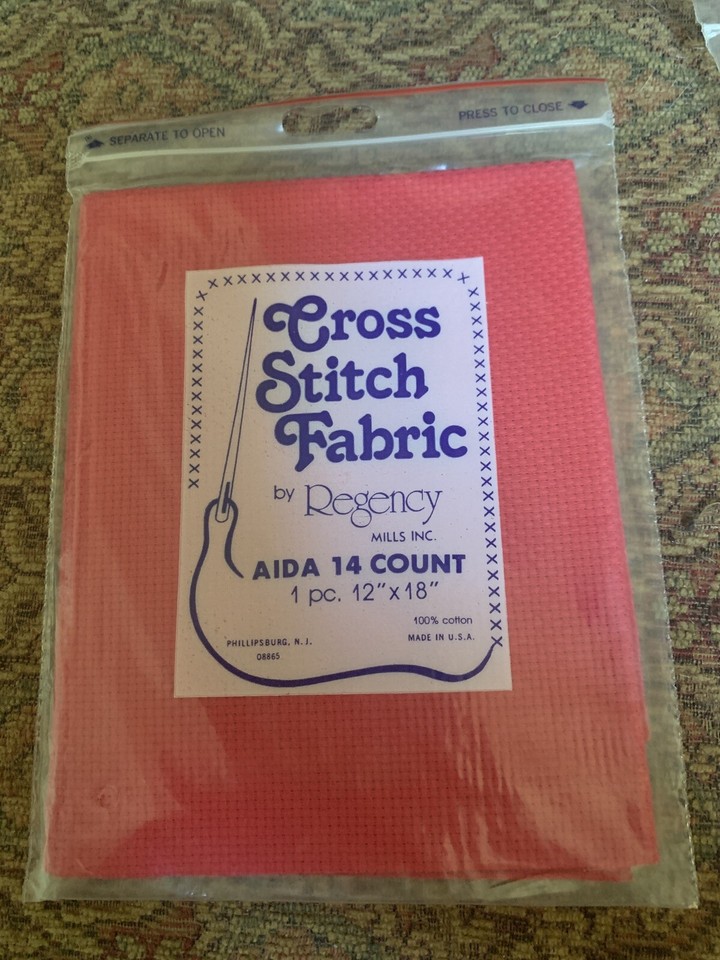 SEPARATE TO OPEN
PRESS TO CLOSE
Cross
Stitch
Fabric
by Regency
MILLS INC.
AIDA 14 COUNT
1 pc. 12" x 18"
100% cotton
PHILLIPSBURG, N. J.
MADE IN U.S.A.
08865